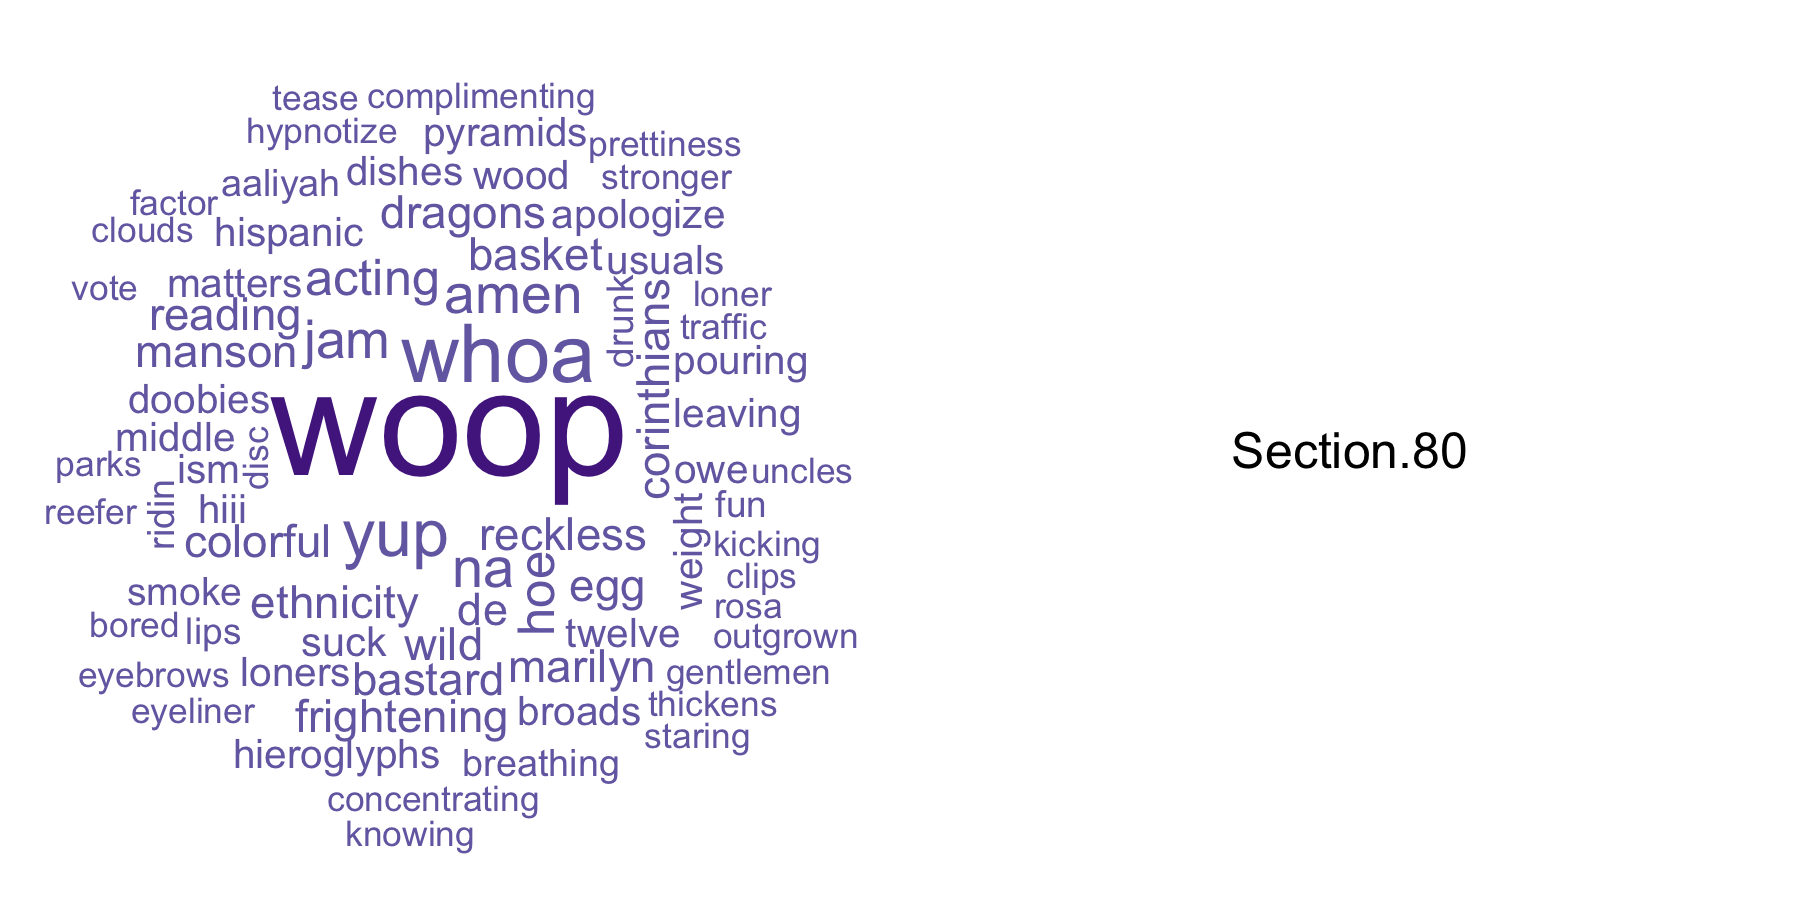 tease complimenting
hypnotize pyramids prettiness
aaliyah dishes wood stronger
factor dragons apologize
clouds hispanic basket usuals
vote matters acting amen drunk loner
reading jam whoa corinthians traffic
manson pouring
doobies woop leaving
middle disc Section.80
parks ism owe uncles
reefer ridin hiii weight fun
colorful yup reckless kicking
na hoe egg clips
smoke ethnicity de rosa
bored lips suck wild twelve outgrown
eyebrows loners bastard marilyn gentlemen
eyeliner frightening broads thickens
staring
hieroglyphs breathing
concentrating
knowing